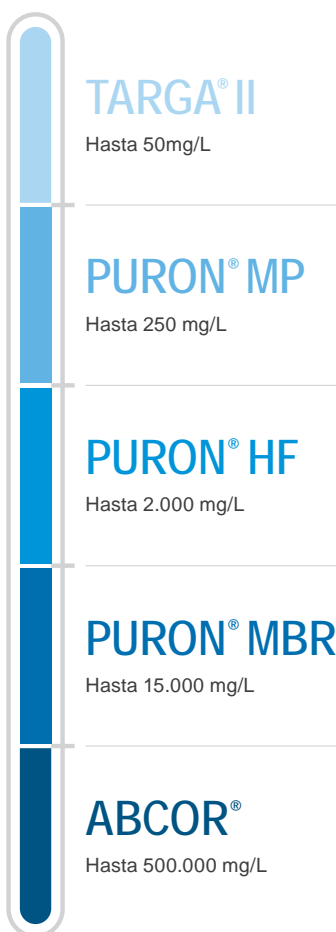 TARGA® II
Hasta 50mg/L
PURON® MP
Hasta 250 mg/L
PURON® HF
Hasta 2.000 mg/L
PURON® MBR
Hasta 15.000 mg/L
ABCOR®
Hasta 500.000 mg/L